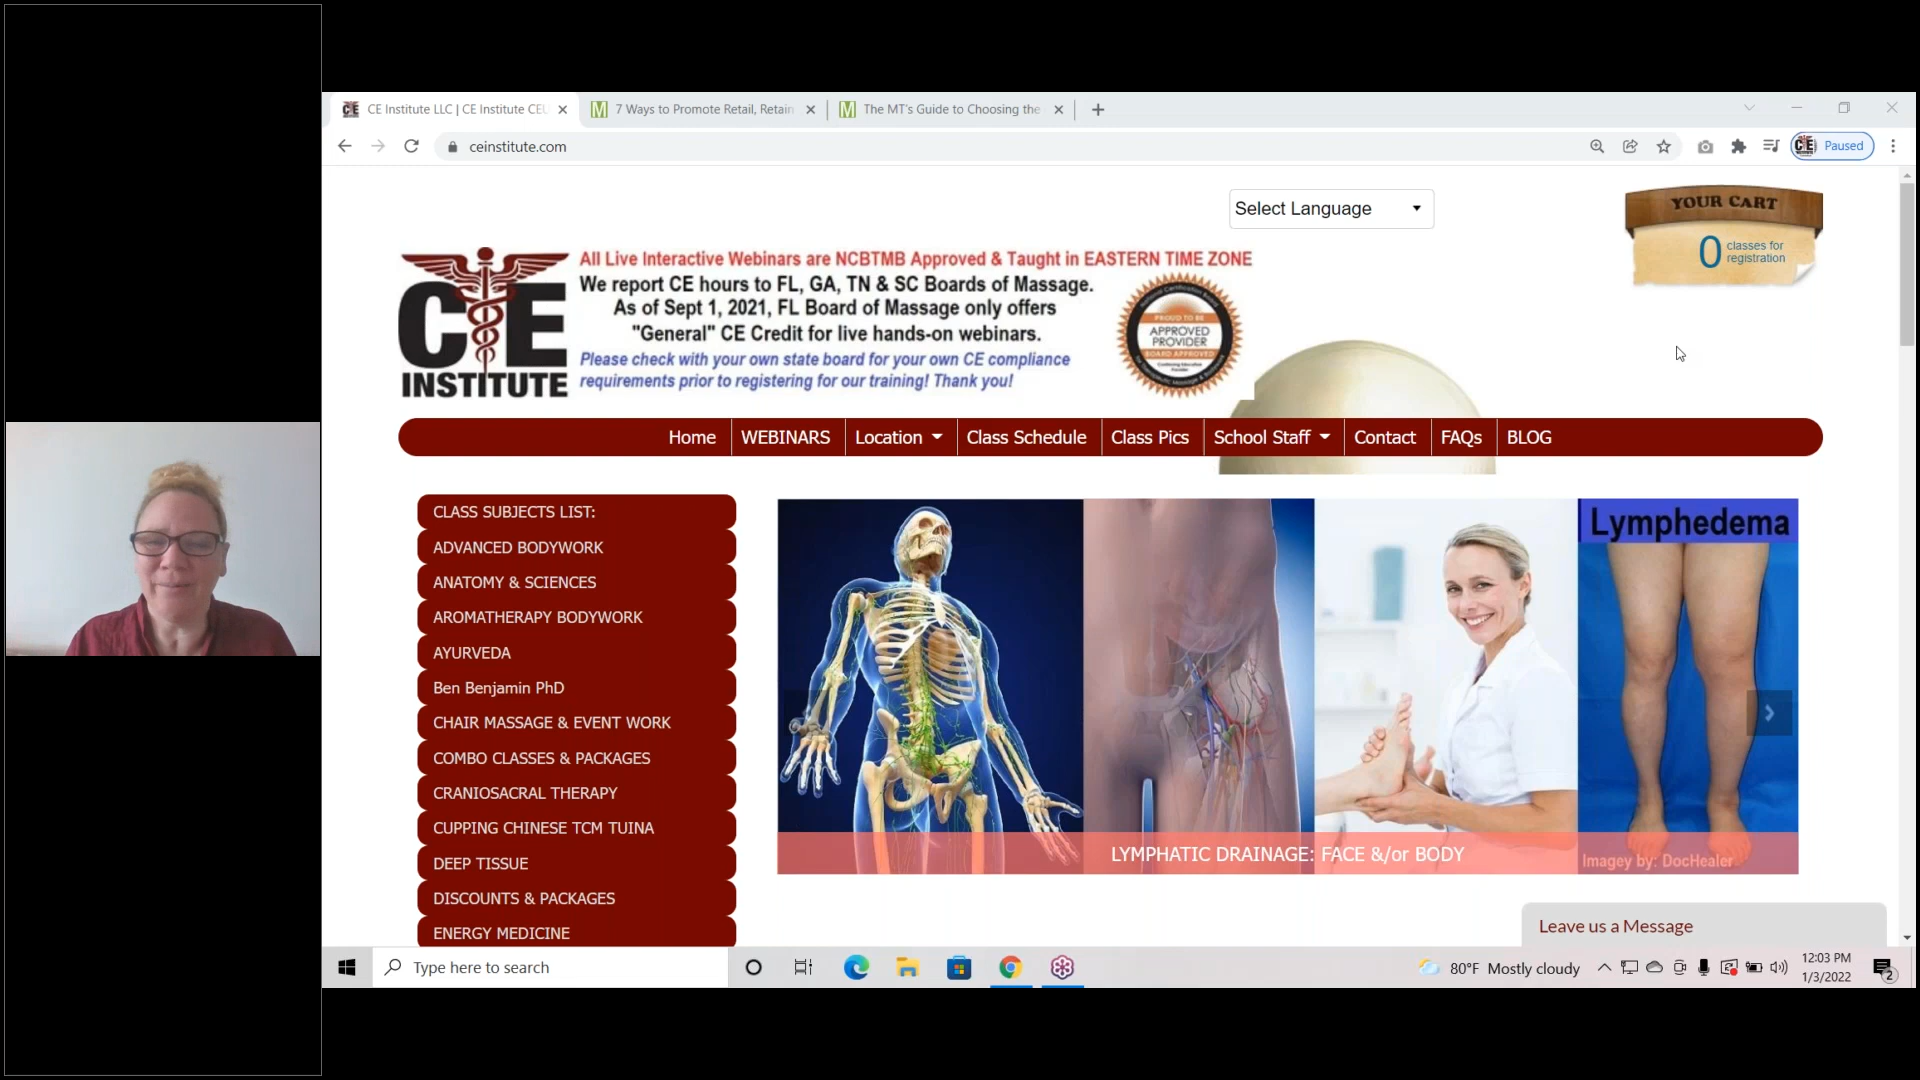 CE Institute LLC | CE Institute CEU
7 Ways to Promote Retail, Retain
The MT's Guide to Choosing the
ceinstitute.com
CE
Paused
Select Language
YOUR CART
0 classes for
registration
CE
INSTITUTE
All Live Interactive Webinars are NCBTMB Approved & Taught in EASTERN TIME ZONE
We report CE hours to FL, GA, TN & SC Boards of Massage.
As of Sept 1, 2021, FL Board of Massage only offers
"General" CE Credit for live hands-on webinars.
Please check with your own state board for your own CE compliance
requirements prior to registering for our training! Thank you!
PROUD TO BE
APPROVED
PROVIDER
BOARD APPROVED
Home
WEBINARS
Location
Class Schedule
Class Pics
School Staff
Contact
FAQs
BLOG
CLASS SUBJECTS LIST:
ADVANCED BODYWORK
ANATOMY & SCIENCES
AROMATHERAPY BODYWORK
AYURVEDA
Ben Benjamin PhD
CHAIR MASSAGE & EVENT WORK
COMBO CLASSES & PACKAGES
CRANIOSACRAL THERAPY
CUPPING CHINESE TCM TUINA
DEEP TISSUE
DISCOUNTS & PACKAGES
ENERGY MEDICINE
Lymphedema
LYMPHATIC DRAINAGE: FACE &/or BODY
Imagey by: DocHealer
Leave us a Message
Type here to search
80°F Mostly cloudy
12:03 PM
1/3/2022
2